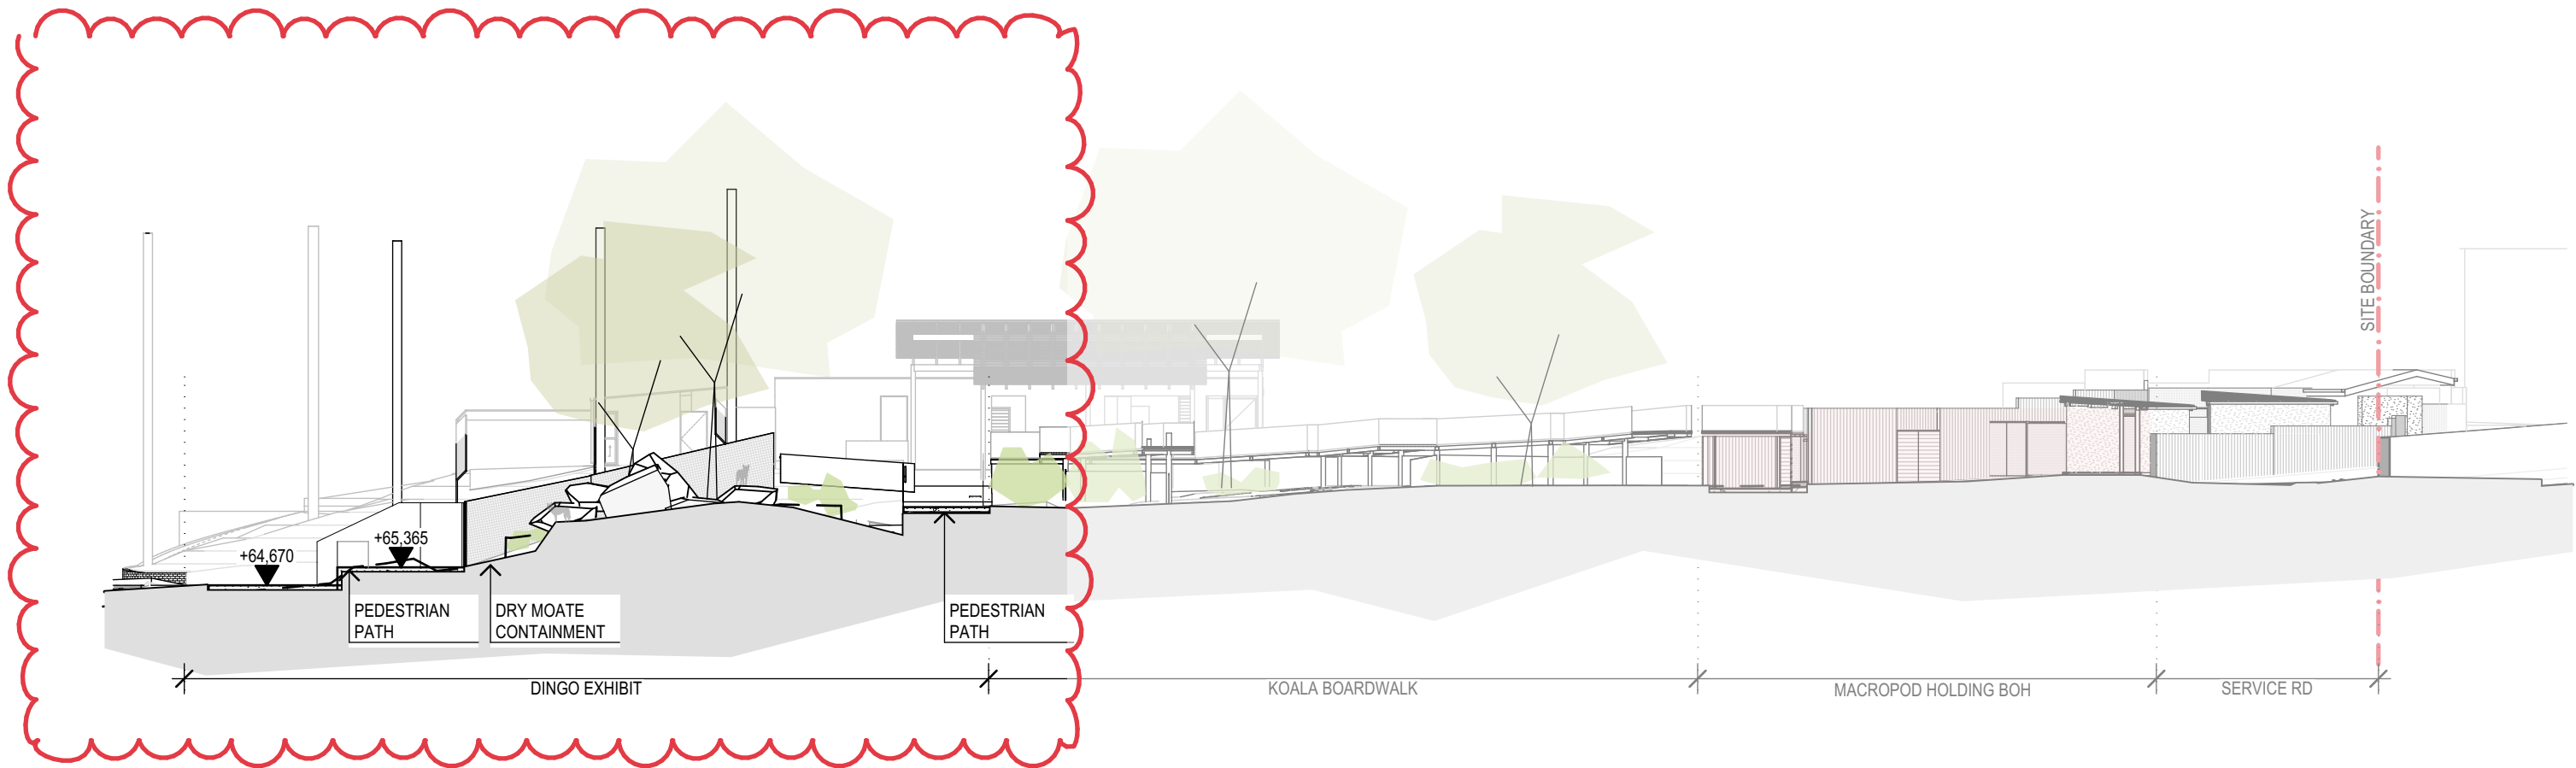 SITE BOUNDARY
+64,670
+65,365
PEDESTRIAN
PATH
DRY MOATE
CONTAINMENT
PEDESTRIAN
PATH
DINGO EXHIBIT
KOALA BOARDWALK
MACROPOD HOLDING BOH
SERVICE RD